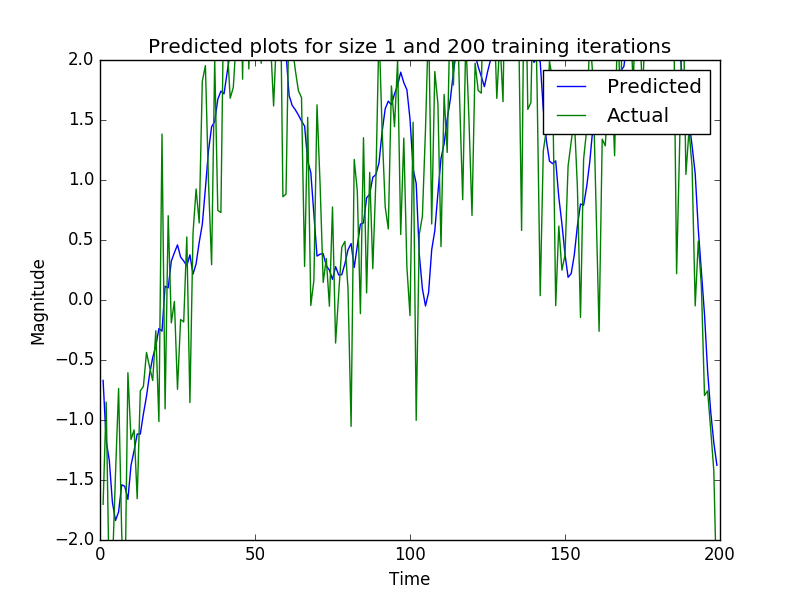 Predicted plots for size 1 and 200 training iterations
Predicted
Actual
2.0
1.5
1.0
0.5
0.0
−0.5
−1.0
−1.5
−2.0
Magnitude
0 50 100 150 200
Time